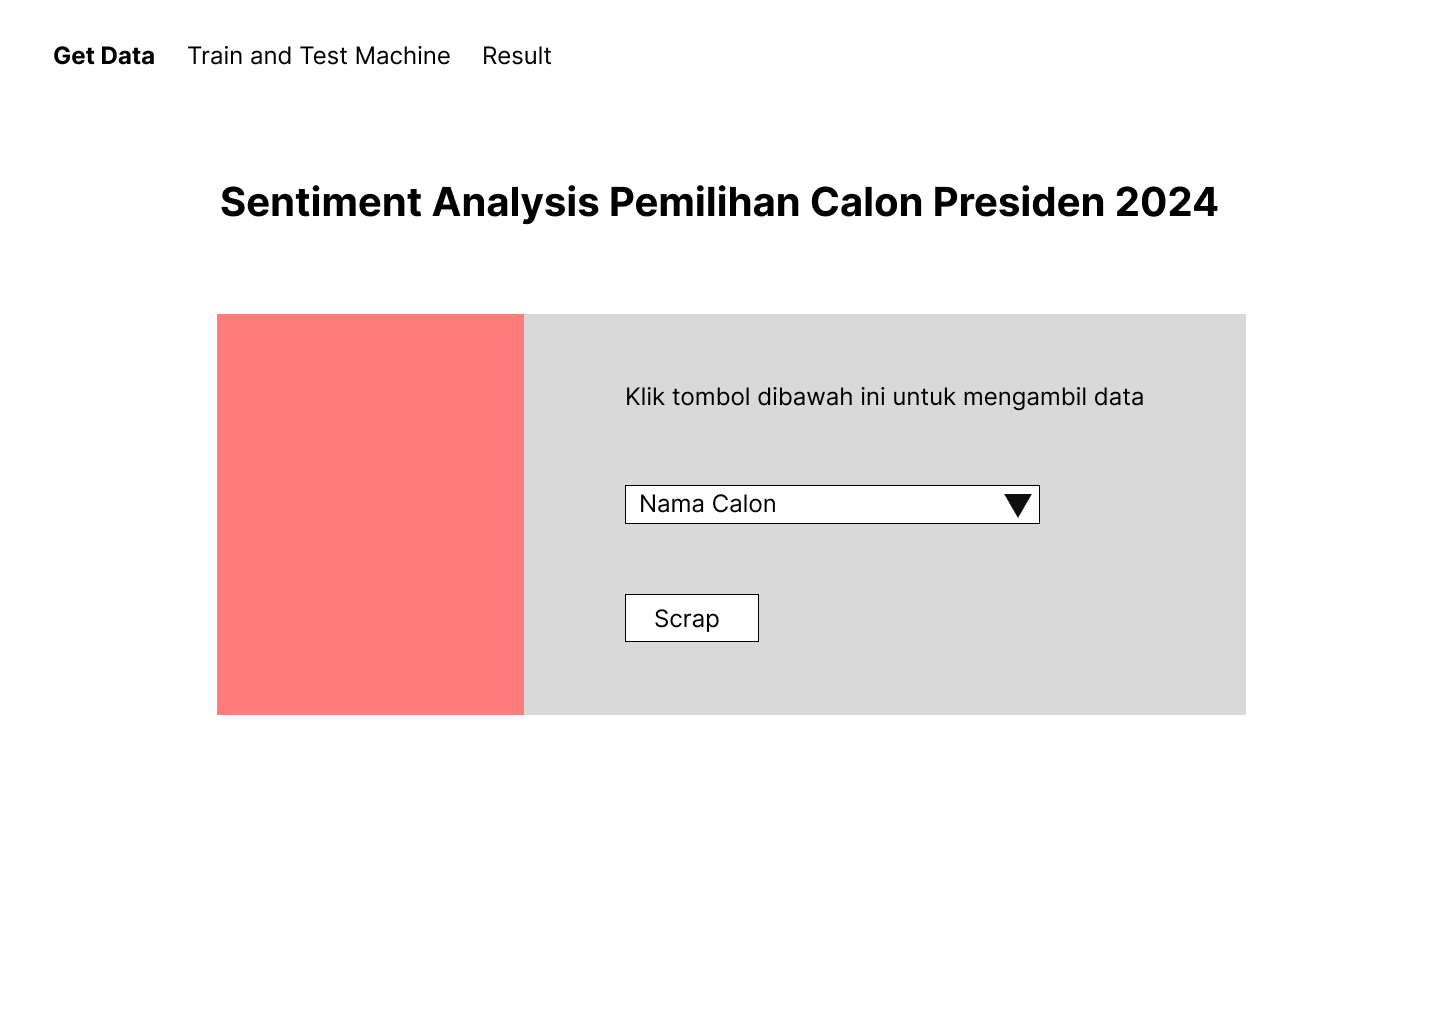 Get Data Train and Test Machine Result
Sentiment Analysis Pemilihan Calon Presiden 2024
Klik tombol dibawah ini untuk mengambil data
Nama Calon
Scrap